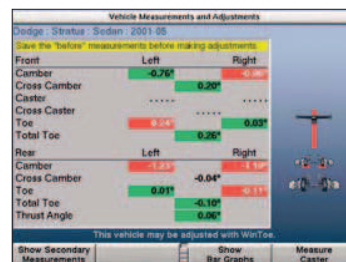 Vehicle Measurements and Adjustments
Dodge : Stratus : Sedan : 2001-05
Save the "before" measurements before making adjustments.
Front Left Right
Camber -0.76° -0.96°
Cross Camber 0.20°
Caster ..... .....
Cross Caster .....
Toe 0.24° 0.03°
Total Toe 0.26°
Rear Left Right
Camber -1.23° -1.19°
Cross Camber -0.04°
Toe 0.01° -0.11°
Total Toe -0.10°
Thrust Angle 0.06°
This vehicle may be adjusted with WinToe.
Show Secondary Measurements
Show Bar Graphs
Measure Caster